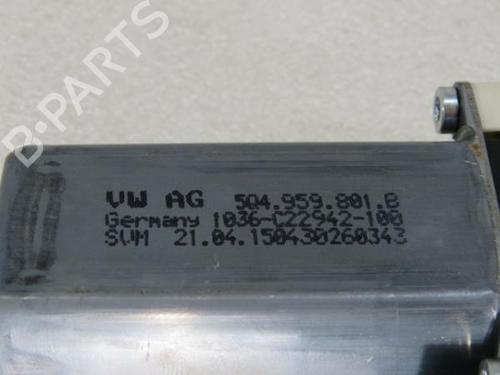 B-PARTS
VW AG 5Q4.959.801.B
Germany 1036-C22942-100
SVM 21.04.150430260343